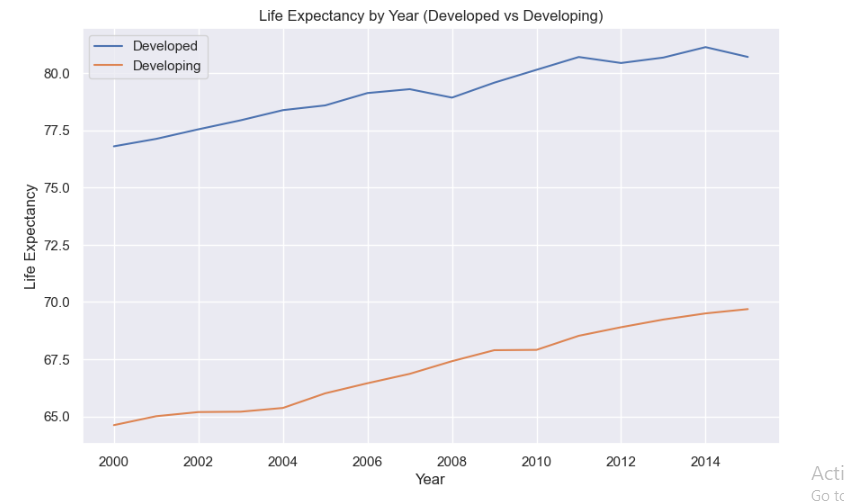 Life Expectancy by Year (Developed vs Developing)
Developed
Developing
80.0
77.5
75.0
72.5
70.0
67.5
65.0
Life Expectancy
2000 2002 2004 2006 2008 2010 2012 2014
Year
Acti
Go to